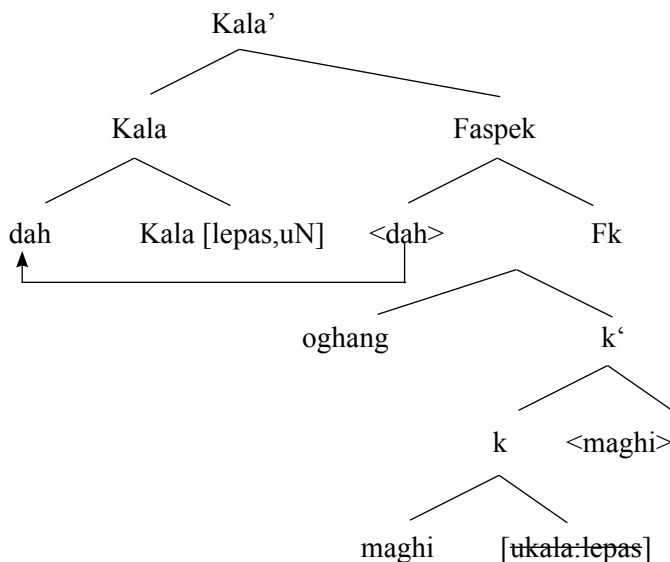 Kala’
Kala Faspek
dah Kala [lepas,uN] <dah> Fk
oghang k‘
k <maghi>
maghi [ukala:lepas]